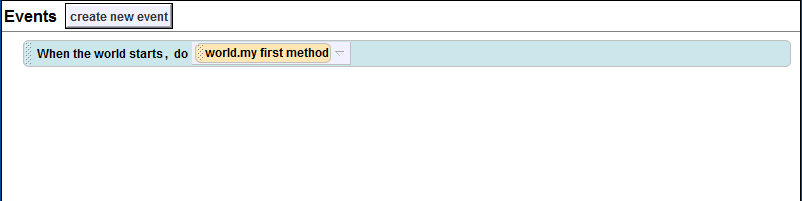 Events create new event
When the world starts, do world.my first method